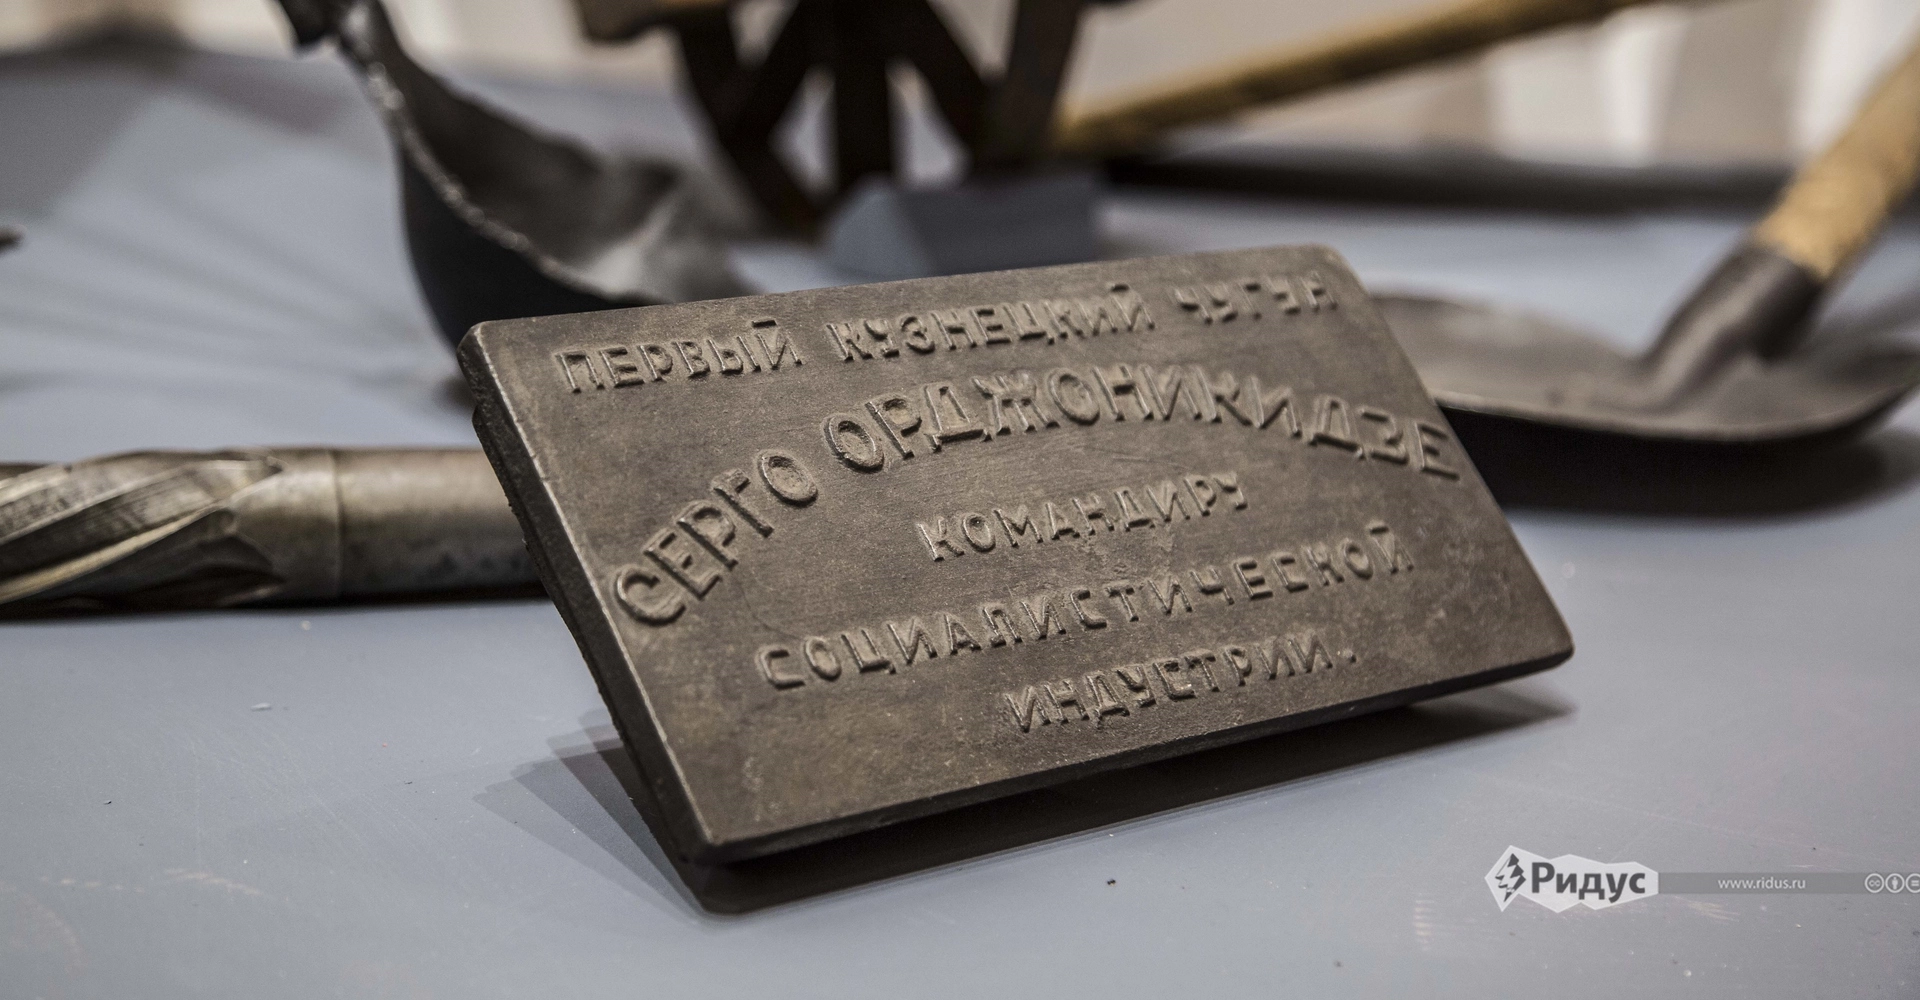 ПЕРВЫЙ КУЗНЕЦКИЙ ЧУГУН
СЕРГО ОРДЖОНИКИДЗЕ
КОМАНДИРУ
СОЦИАЛИСТИЧЕСКОЙ
ИНДУСТРИИ.
Ридус
www.ridus.ru